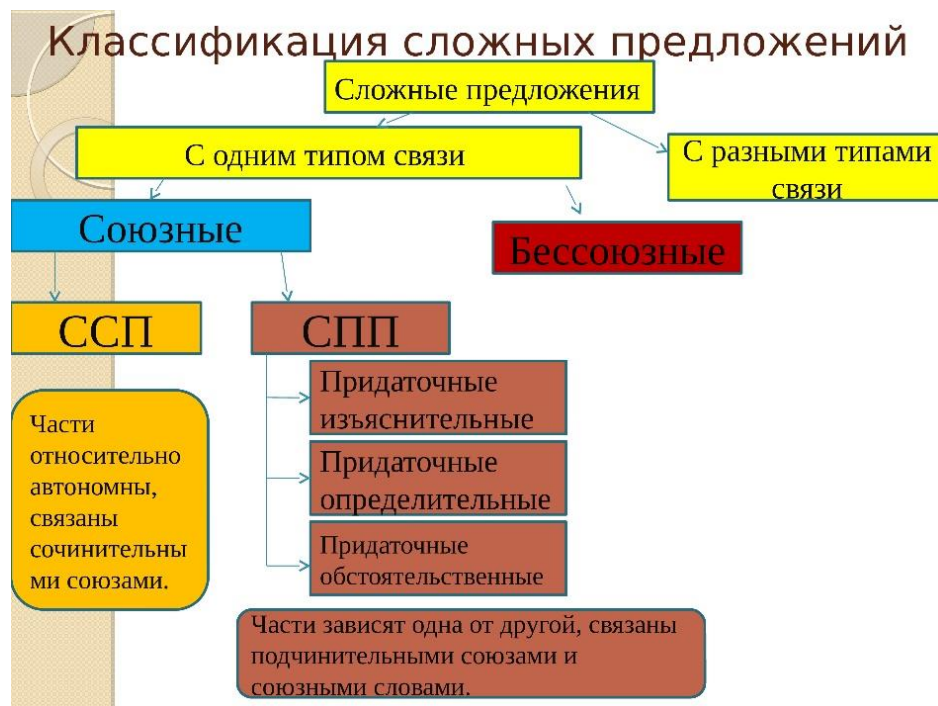 Классификация сложных предложений
Сложные предложения
С одним типом связи
С разными типами
связи
Союзные
Бессоюзные
ССП
СПП
Придаточные
изъяснительные
Придаточные
определительные
Придаточные
обстоятельственные
Части
относительно
автономны,
связаны
сочинительны
ми союзами.
Части зависят одна от другой, связаны
подчинительными союзами и
союзными словами.